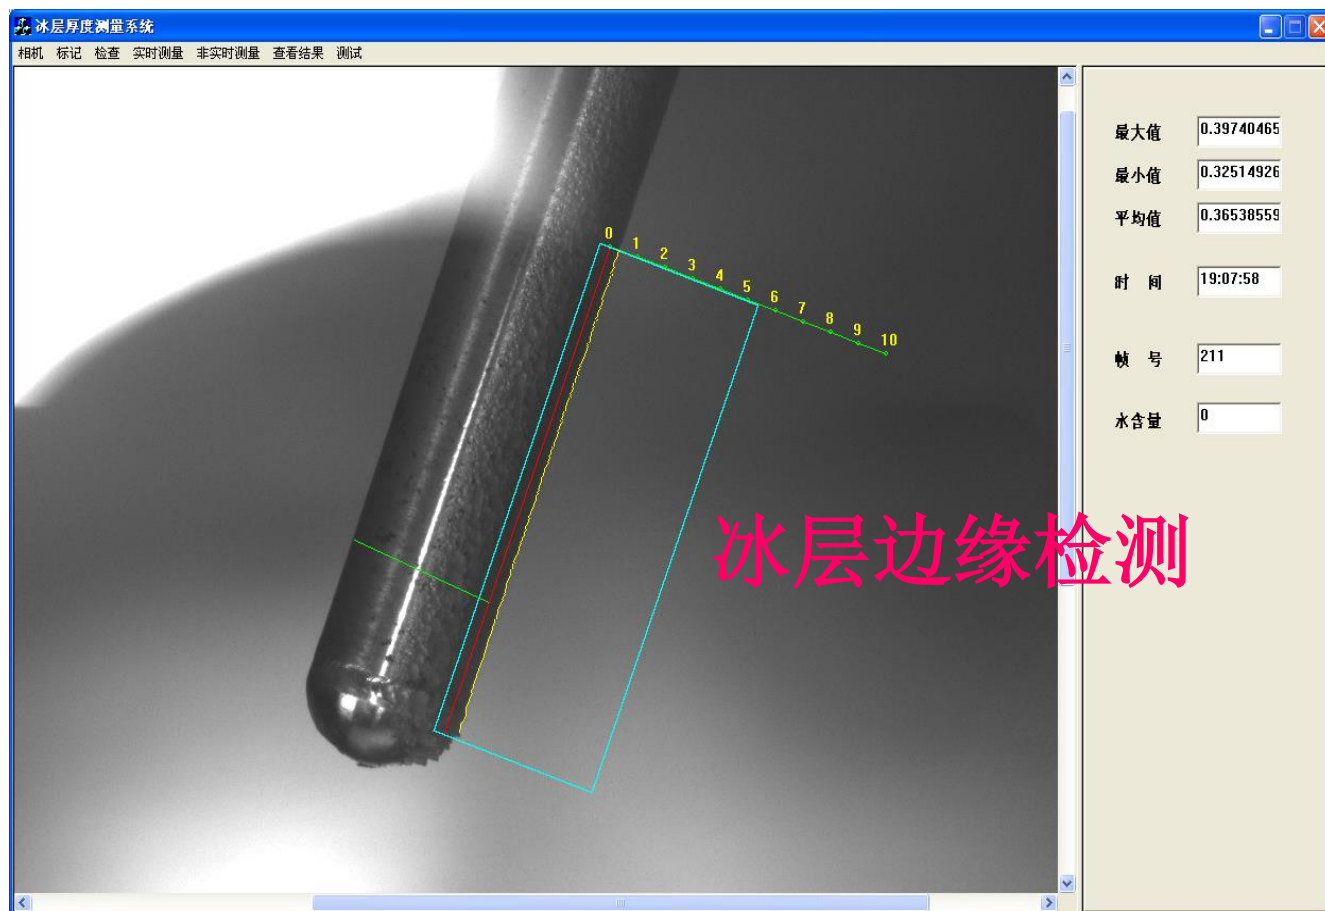 冰层厚度测量系统
相机 标记 检查 实时测量 非实时测量 查看结果 测试
最大值 0.39740465
最小值 0.32514926
平均值 0.36538559
时 间 19:07:58
帧 号 211
水含量 0
0 1 2 3 4 5 6 7 8 9 10
冰层边缘检测